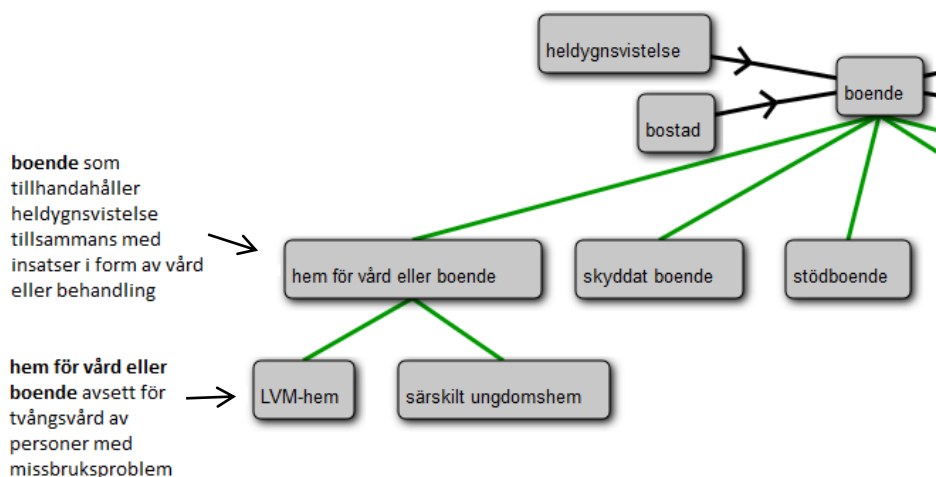 heldygnsvistelse
boende
bostad
boende som
tillhandahåller
heldygnsvistelse
tillsammans med
insatser i form av vård
eller behandling
hem för vård eller boende
skyddat boende
stödboende
hem för vård eller
boende avsett för
tvångsvård av
personer med
missbruksproblem
LVM-hem
särskilt ungdomshem